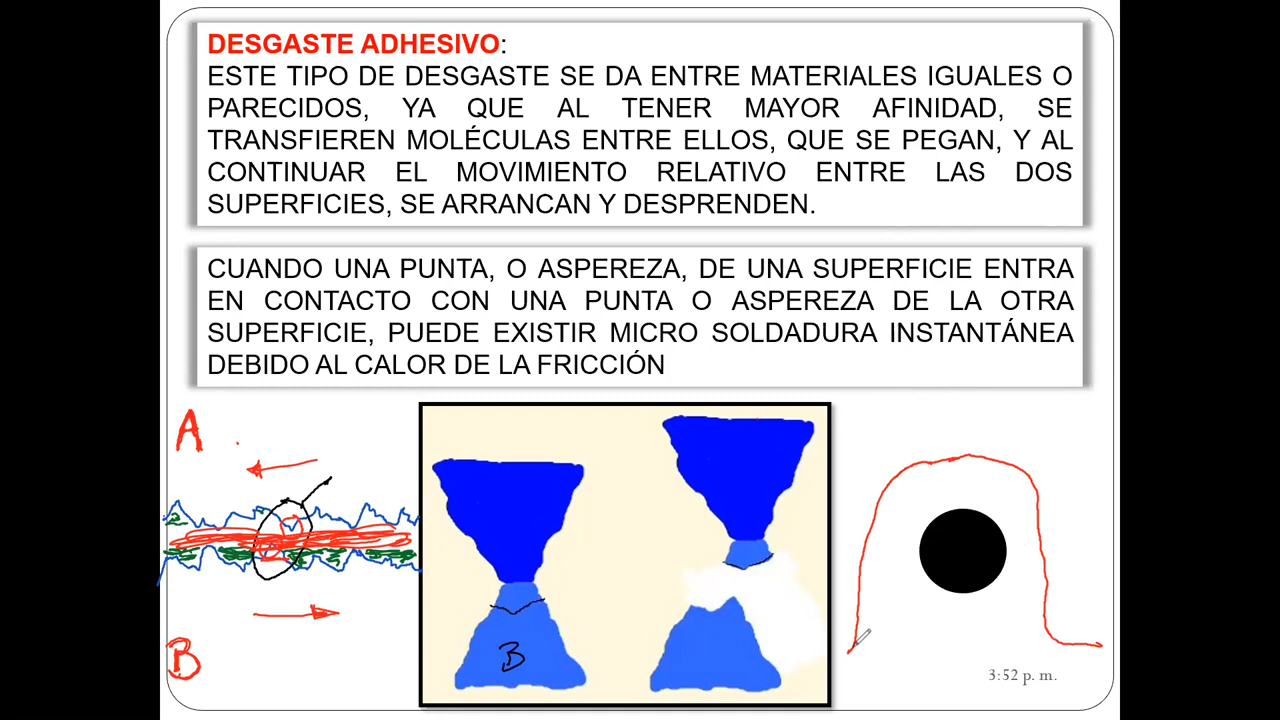 DESGASTE ADHESIVO:
ESTE TIPO DE DESGASTE SE DA ENTRE MATERIALES IGUALES O
PARECIDOS, YA QUE AL TENER MAYOR AFINIDAD, SE
TRANSFIEREN MOLÉCULAS ENTRE ELLOS, QUE SE PEGAN, Y AL
CONTINUAR EL MOVIMIENTO RELATIVO ENTRE LAS DOS
SUPERFICIES, SE ARRANCAN Y DESPRENDEN.
CUANDO UNA PUNTA, O ASPEREZA, DE UNA SUPERFICIE ENTRA
EN CONTACTO CON UNA PUNTA O ASPEREZA DE LA OTRA
SUPERFICIE, PUEDE EXISTIR MICRO SOLDADURA INSTANTÁNEA
DEBIDO AL CALOR DE LA FRICCIÓN
A
B
B
3:52 p. m.